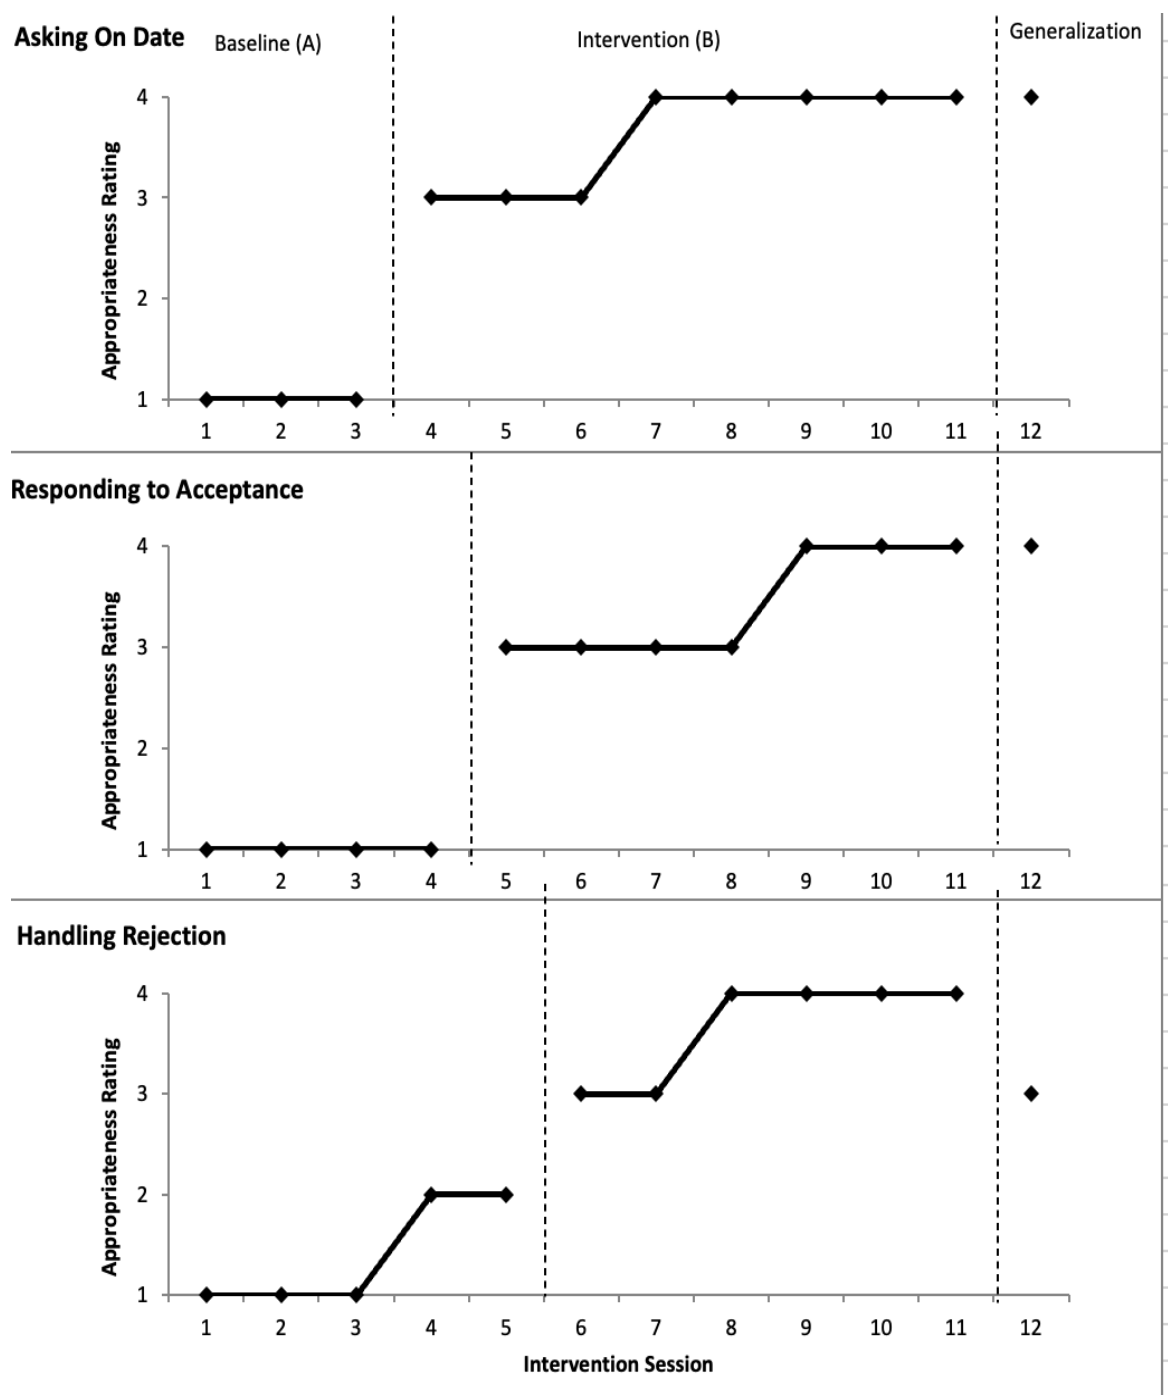 Asking On Date
Baseline (A)
Intervention (B)
Generalization
Appropriateness Rating
4
3
2
1
1 2 3 4 5 6 7 8 9 10 11 12
Responding to Acceptance
Appropriateness Rating
4
3
2
1
1 2 3 4 5 6 7 8 9 10 11 12
Handling Rejection
Appropriateness Rating
4
3
2
1
1 2 3 4 5 6 7 8 9 10 11 12
Intervention Session